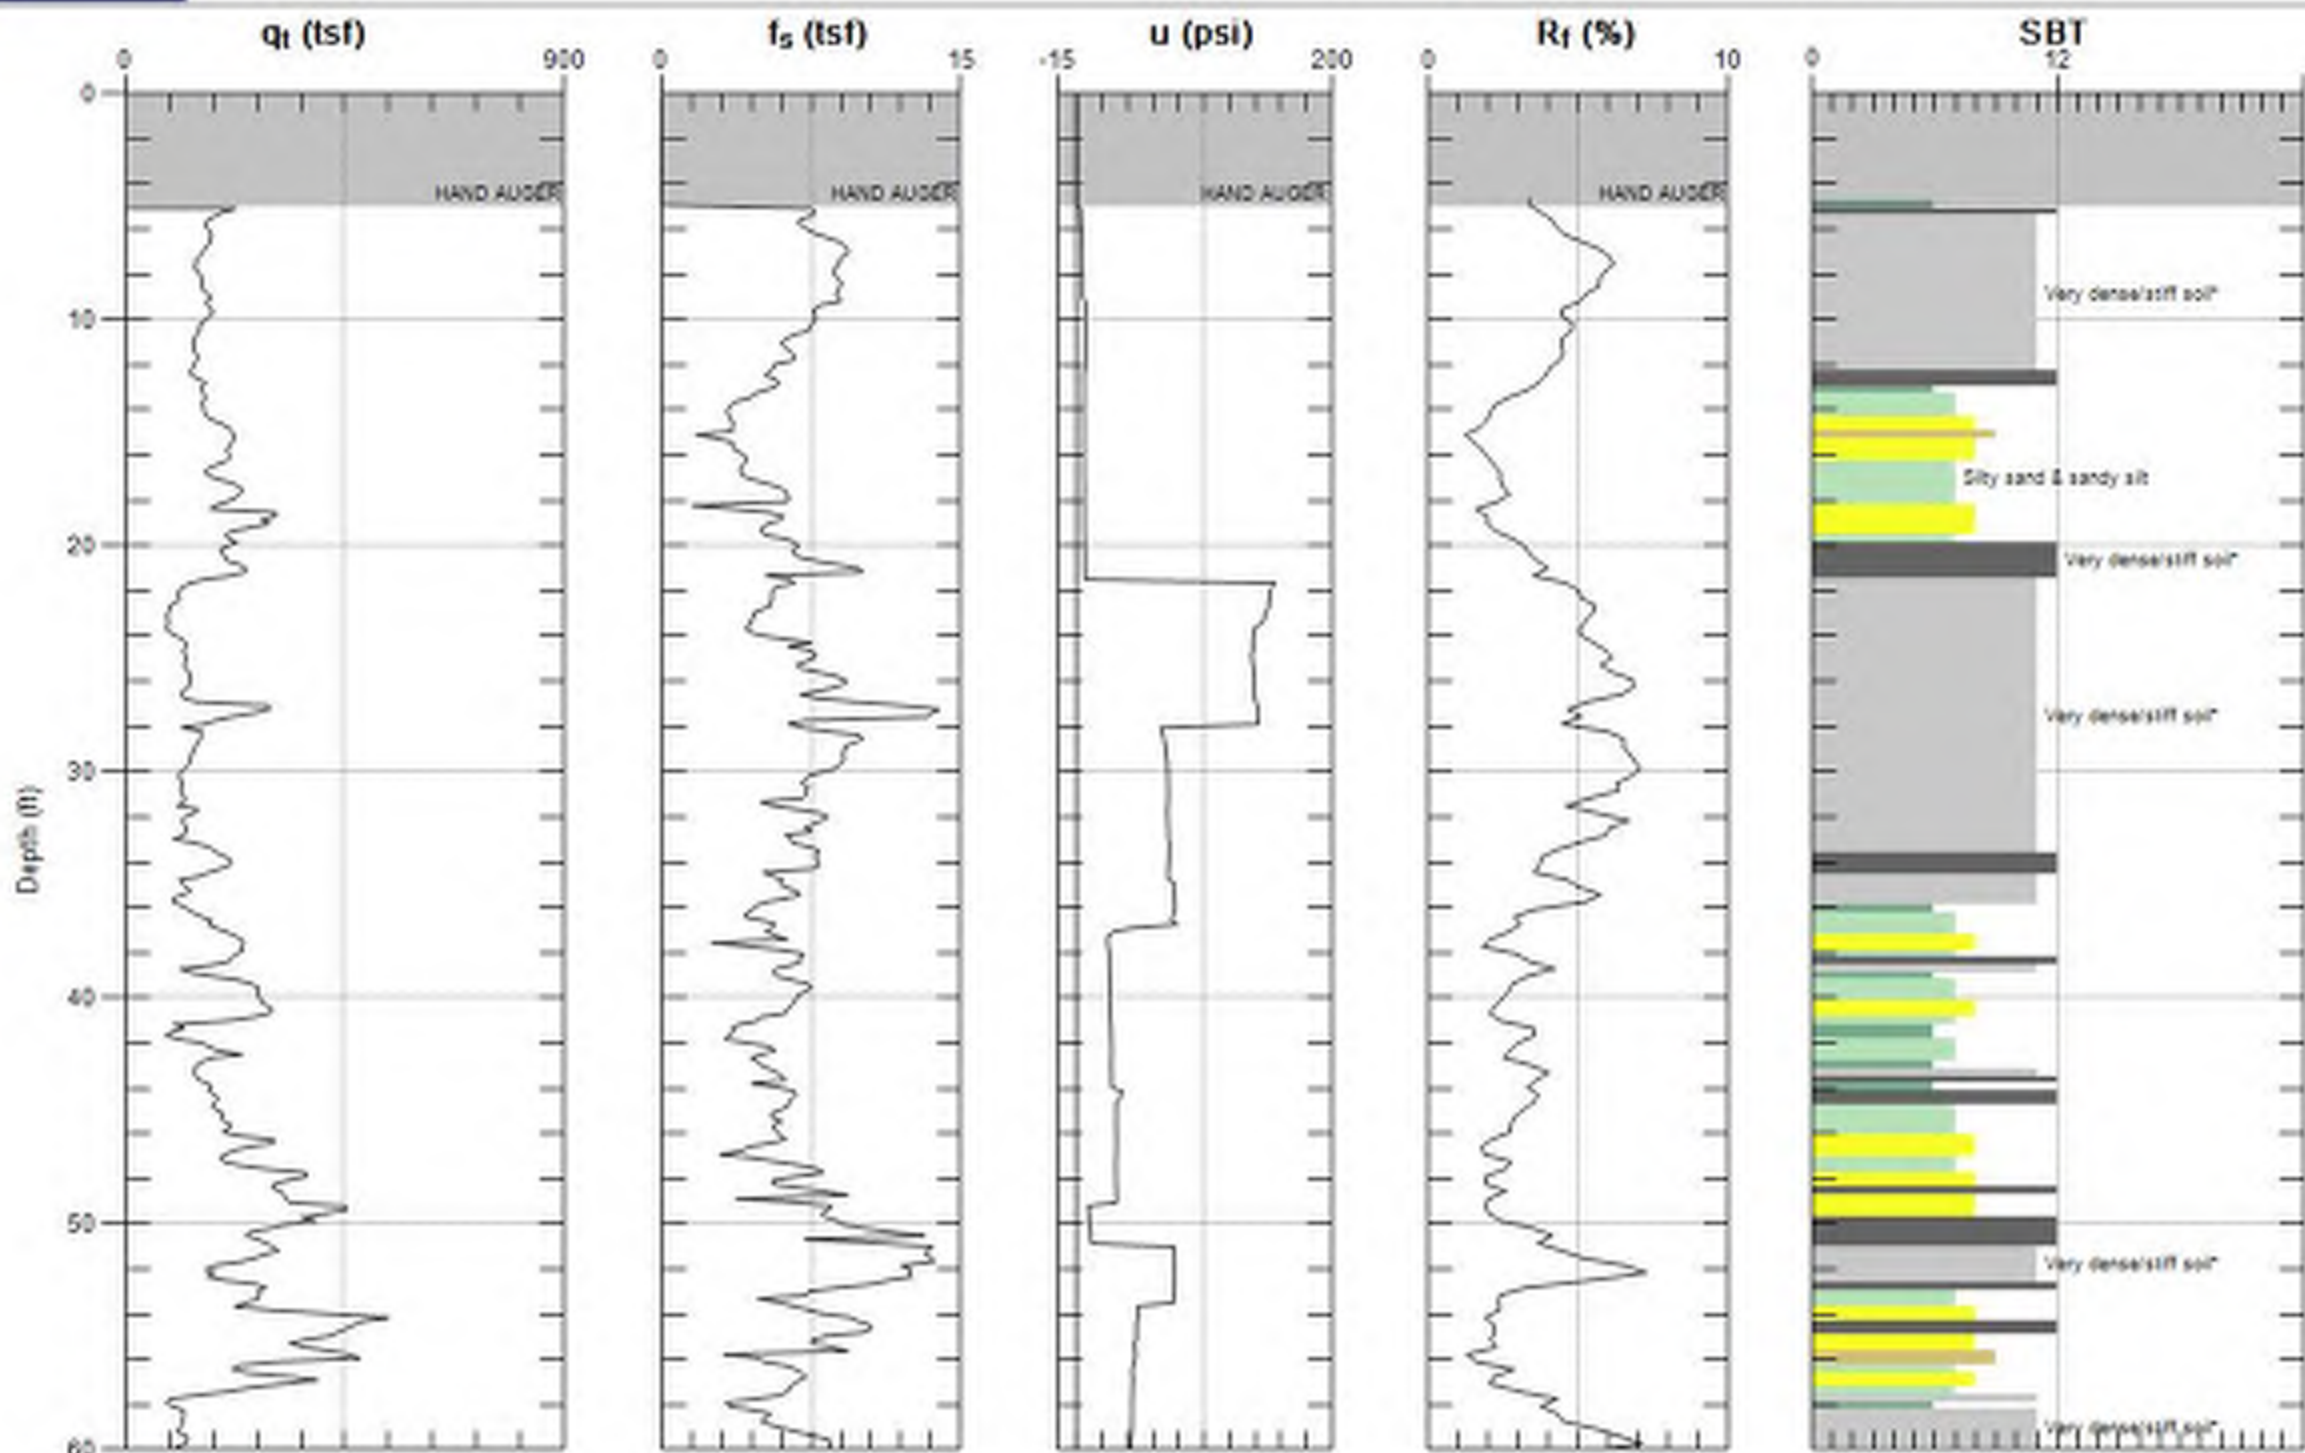 qt (tsf) fs (tsf) u (psi) Rf (%) SBT
0 900 0 15 -15 200 0 10 0 12
0
HAND AUGER HAND AUGER HAND AUGER HAND AUGER
Very dense/stiff soil*
10
Silty sand & sandy silt
20
Very dense/stiff soil*
Very dense/stiff soil*
30
Depth (ft)
40
50
Very dense/stiff soil*
Very dense/stiff soil*
60